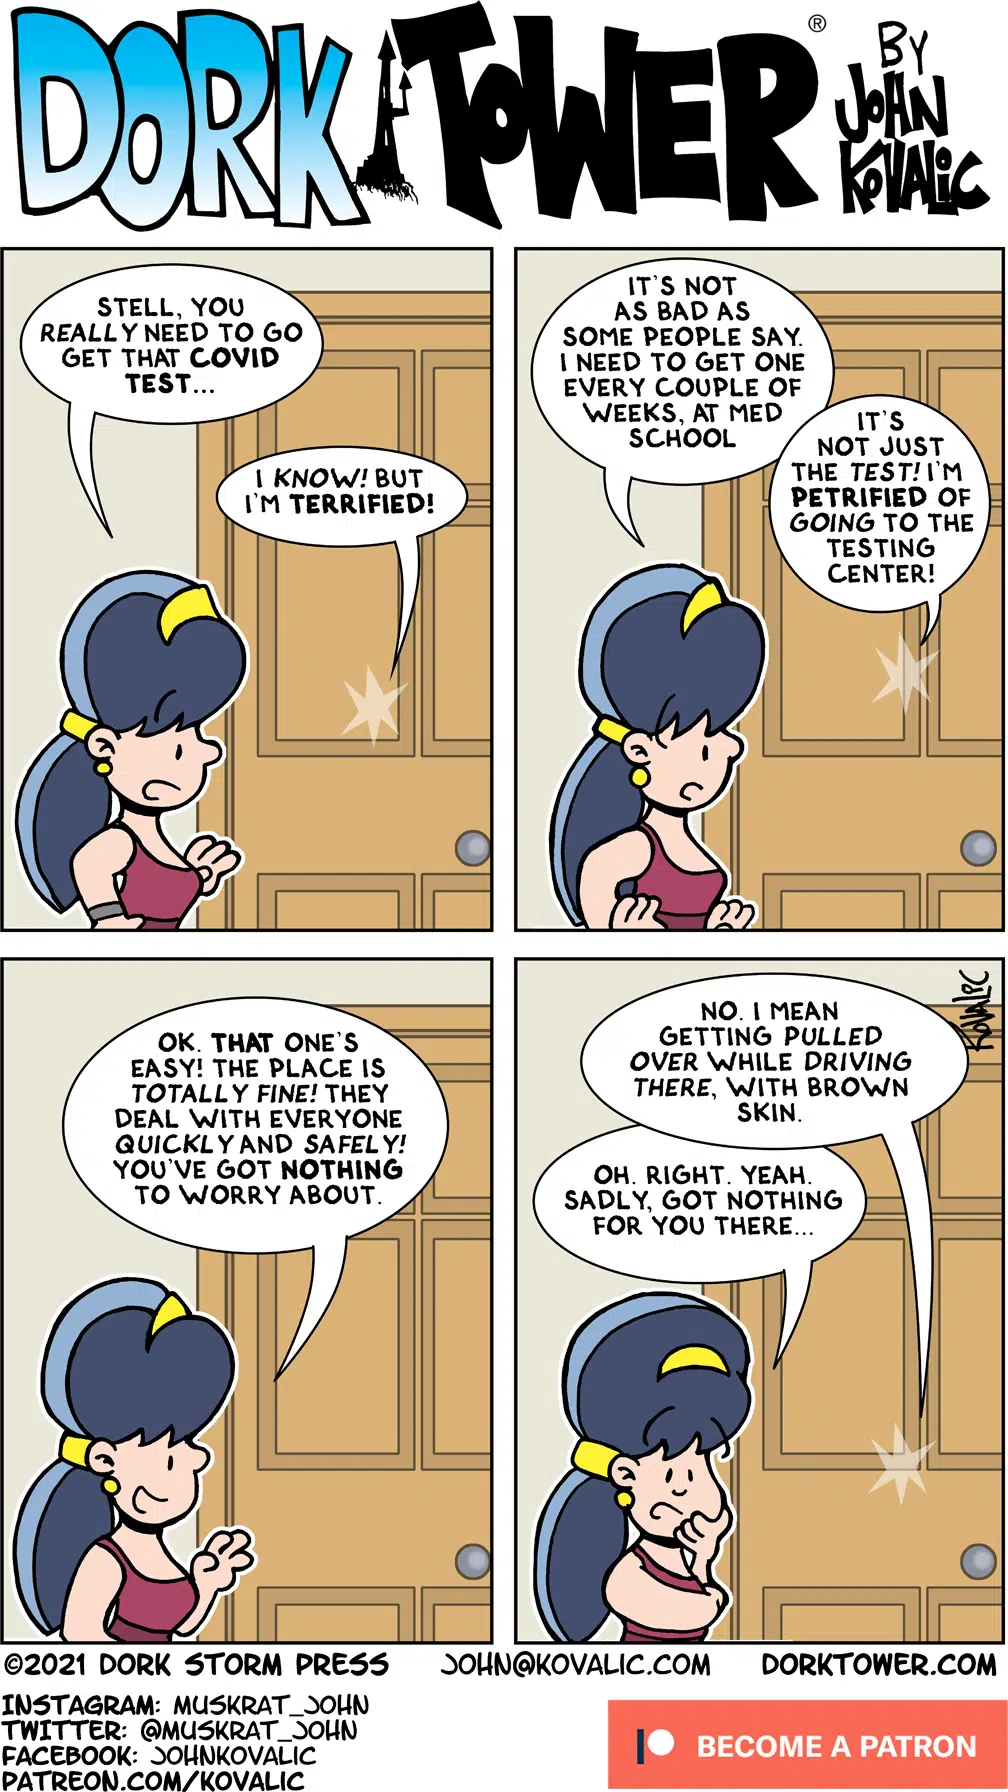 DORK TOWER ®
BY
JOHN
KOVALIC
STELL, YOU
REALLY NEED TO GO
GET THAT COVID
TEST...
I KNOW! BUT
I'M TERRIFIED!
IT'S NOT
AS BAD AS
SOME PEOPLE SAY.
I NEED TO GET ONE
EVERY COUPLE OF
WEEKS, AT MED
SCHOOL
IT'S
NOT JUST
THE TEST! I'M
PETRIFIED OF
GOING TO THE
TESTING
CENTER!
OK. THAT ONE'S
EASY! THE PLACE IS
TOTALLY FINE! THEY
DEAL WITH EVERYONE
QUICKLY AND SAFELY!
YOU'VE GOT NOTHING
TO WORRY ABOUT.
NO. I MEAN
GETTING PULLED
OVER WHILE DRIVING
THERE, WITH BROWN
SKIN.
OH. RIGHT. YEAH.
SADLY, GOT NOTHING
FOR YOU THERE...
KOVALIC
©2021 DORK STORM PRESS JOHN@KOVALIC.COM DORKTOWER.COM
INSTAGRAM: MUSKRAT_JOHN
TWITTER: @MUSKRAT_JOHN
FACEBOOK: JOHNKOVALIC
PATREON.COM/KOVALIC
BECOME A PATRON